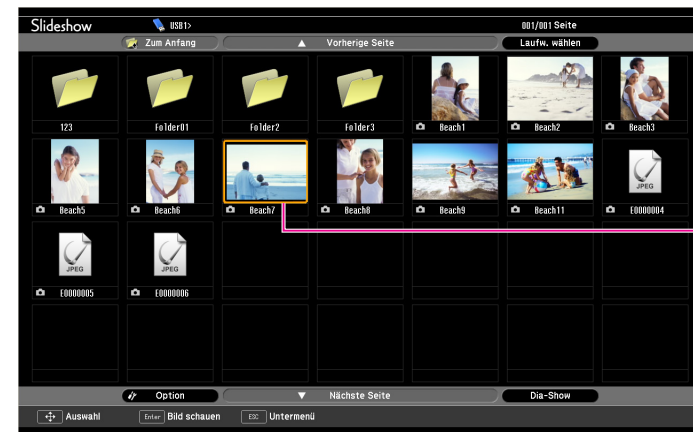 Slideshow USB1> 001/001 Seite
Zum Anfang ▲ Vorherige Seite Laufw. wählen
123 Folder01 Folder2 Folder3 Beach1 Beach2 Beach3
JPEG
Beach5 Beach6 Beach7 Beach8 Beach9 Beach11 E0000004
JPEG JPEG
E0000005 E0000006
Option ▼ Nächste Seite Dia-Show
Auswahl Enter Bild schauen ESC Untermenü